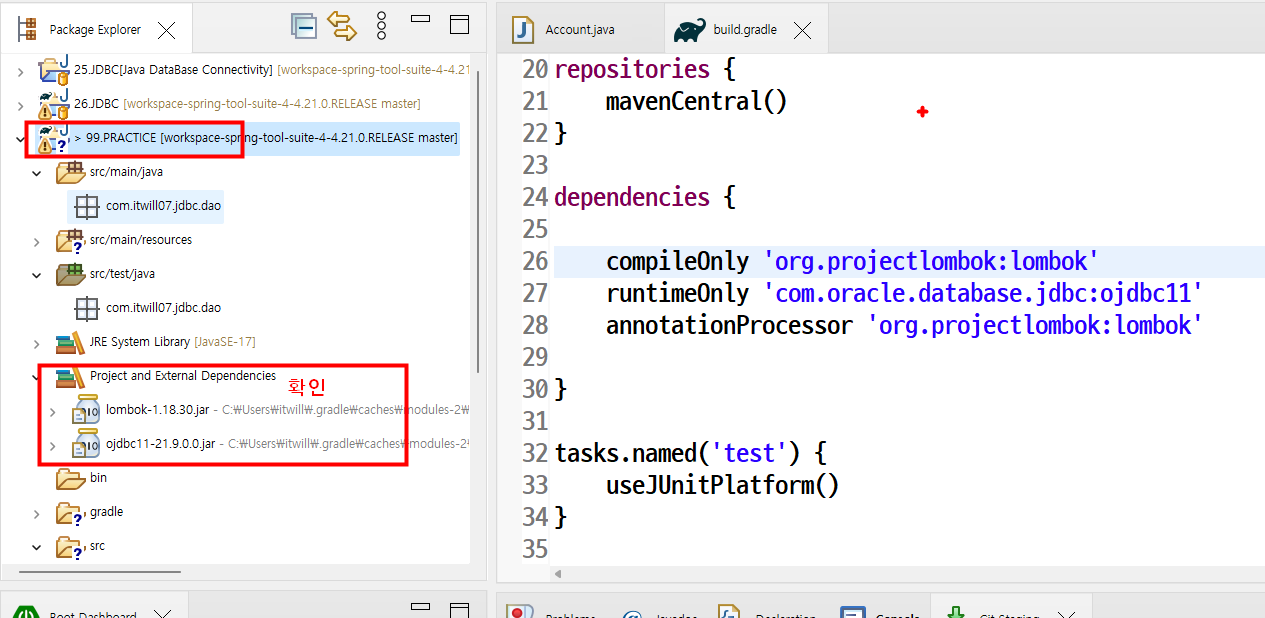 Package Explorer
25.JDBC[Java DataBase Connectivity] [workspace-spring-tool-suite-4-4.21
26.JDBC [workspace-spring-tool-suite-4-4.21.0.RELEASE master]
> 99.PRACTICE [workspace-spring-tool-suite-4-4.21.0.RELEASE master]
src/main/java
com.itwill07.jdbc.dao
src/main/resources
src/test/java
com.itwill07.jdbc.dao
JRE System Library [JavaSE-17]
Project and External Dependencies
확인
lombok-1.18.30.jar - C:₩Users₩itwill₩.gradle₩caches₩modules-2₩
ojdbc11-21.9.0.0.jar - C:₩Users₩itwill₩.gradle₩caches₩modules-2₩
bin
gradle
src
Boot Dashboard
Account.java
build.gradle
20 repositories {
21 mavenCentral()
22 }
23
24 dependencies {
25
26 compileOnly 'org.projectlombok:lombok'
27 runtimeOnly 'com.oracle.database.jdbc:ojdbc11'
28 annotationProcessor 'org.projectlombok:lombok'
29
30 }
31
32 tasks.named('test') {
33 useJUnitPlatform()
34 }
35
Problems
Javadoc
Declaration
Console
Git Staging